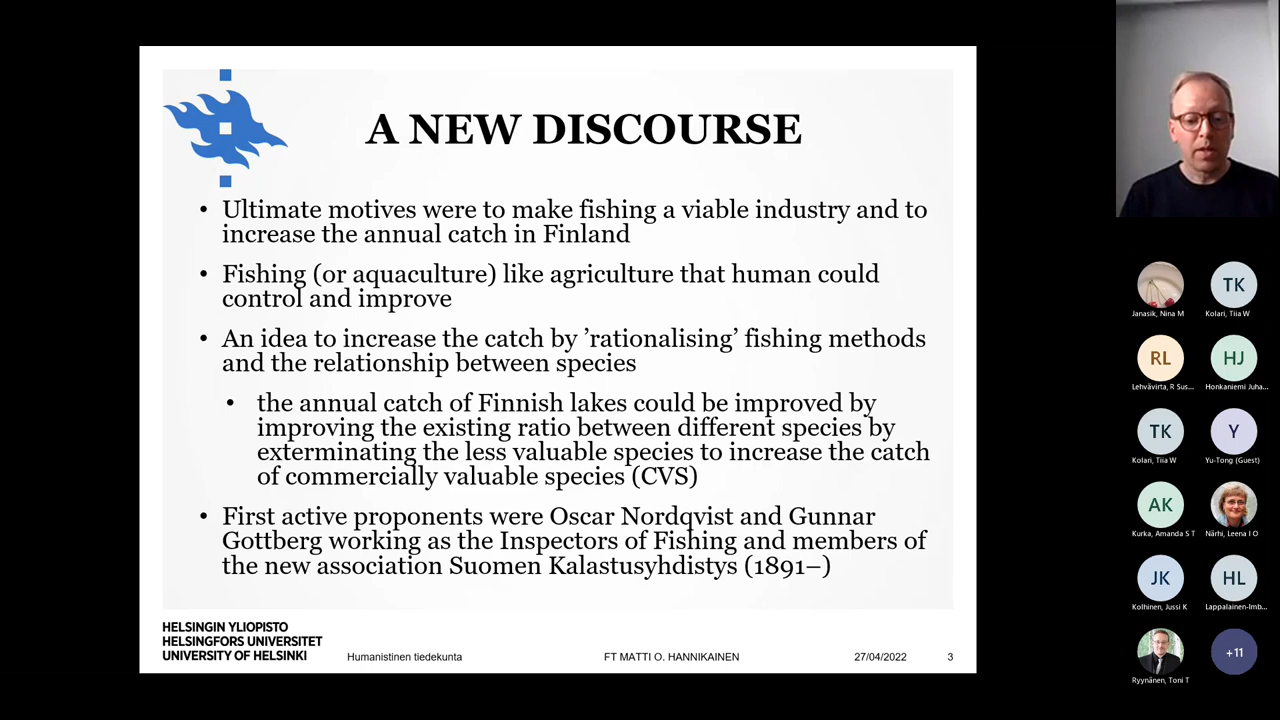 A NEW DISCOURSE
• Ultimate motives were to make fishing a viable industry and to
increase the annual catch in Finland
• Fishing (or aquaculture) like agriculture that human could
control and improve
• An idea to increase the catch by ’rationalising’ fishing methods
and the relationship between species
• the annual catch of Finnish lakes could be improved by
improving the existing ratio between different species by
exterminating the less valuable species to increase the catch
of commercially valuable species (CVS)
• First active proponents were Oscar Nordqvist and Gunnar
Gottberg working as the Inspectors of Fishing and members of
the new association Suomen Kalastusyhdistys (1891–)
HELSINGIN YLIOPISTO
HELSINGFORS UNIVERSITET
UNIVERSITY OF HELSINKI
Humanistinen tiedekunta
FT MATTI O. HANNIKAINEN
27/04/2022
3
Janasik, Nina M
TK
Kolari, Tiia W
RL
Lehvävirta, R Sus...
HJ
Honkaniemi Juha...
TK
Kolari, Tiia W
Y
Yu-Tong (Guest)
AK
Kurka, Amanda S T
Närhi, Leena I O
JK
Kolhinen, Jussi K
HL
Lappalainen-Imb...
Ryynänen, Toni T
+11